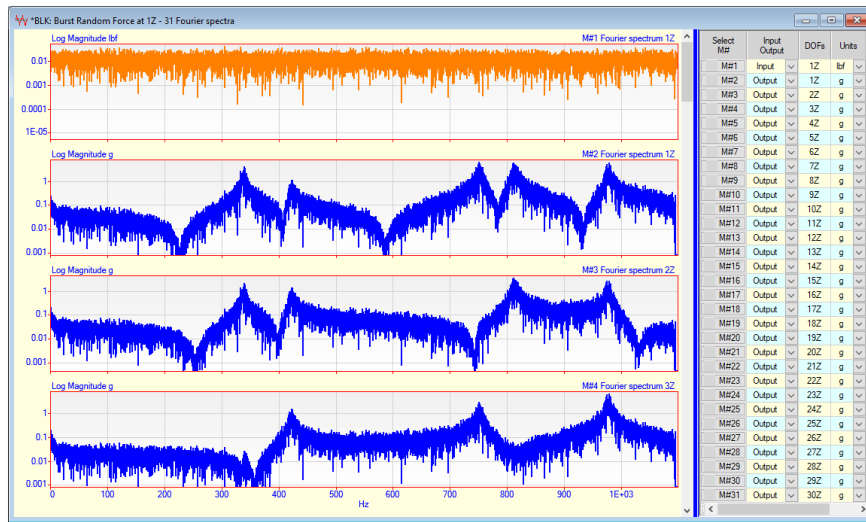 *BLK: Burst Random Force at 1Z - 31 Fourier spectra
Log Magnitude lbf M#1 Fourier spectrum 1Z
0.01
0.001
0.0001
1E-05
Log Magnitude g M#2 Fourier spectrum 1Z
1
0.1
0.01
0.001
Log Magnitude g M#3 Fourier spectrum 2Z
1
0.1
0.01
0.001
Log Magnitude g M#4 Fourier spectrum 3Z
1
0.1
0.01
0.001
0 100 200 300 400 500 600 700 800 900 1E+03
Hz
Select M# Input Output DOFs Units
M#1 Input 1Z lbf
M#2 Output 1Z g
M#3 Output 2Z g
M#4 Output 3Z g
M#5 Output 4Z g
M#6 Output 5Z g
M#7 Output 6Z g
M#8 Output 7Z g
M#9 Output 8Z g
M#10 Output 9Z g
M#11 Output 10Z g
M#12 Output 11Z g
M#13 Output 12Z g
M#14 Output 13Z g
M#15 Output 14Z g
M#16 Output 15Z g
M#17 Output 16Z g
M#18 Output 17Z g
M#19 Output 18Z g
M#20 Output 19Z g
M#21 Output 20Z g
M#22 Output 21Z g
M#23 Output 22Z g
M#24 Output 23Z g
M#25 Output 24Z g
M#26 Output 25Z g
M#27 Output 26Z g
M#28 Output 27Z g
M#29 Output 28Z g
M#30 Output 29Z g
M#31 Output 30Z g